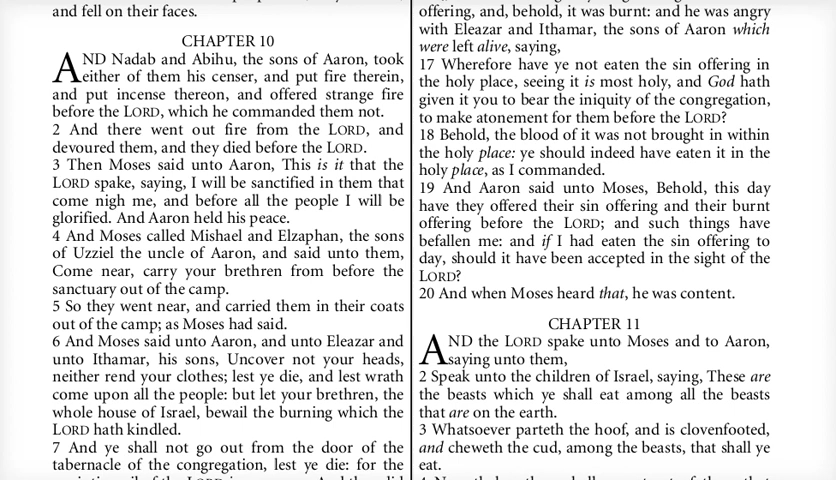 and fell on their faces.
CHAPTER 10
AND Nadab and Abihu, the sons of Aaron, took
either of them his censer, and put fire therein,
and put incense thereon, and offered strange fire
before the LORD, which he commanded them not.
2 And there went out fire from the LORD, and
devoured them, and they died before the LORD.
3 Then Moses said unto Aaron, This is it that the
LORD spake, saying, I will be sanctified in them that
come nigh me, and before all the people I will be
glorified. And Aaron held his peace.
4 And Moses called Mishael and Elzaphan, the sons
of Uzziel the uncle of Aaron, and said unto them,
Come near, carry your brethren from before the
sanctuary out of the camp.
5 So they went near, and carried them in their coats
out of the camp; as Moses had said.
6 And Moses said unto Aaron, and unto Eleazar and
unto Ithamar, his sons, Uncover not your heads,
neither rend your clothes; lest ye die, and lest wrath
come upon all the people: but let your brethren, the
whole house of Israel, bewail the burning which the
LORD hath kindled.
7 And ye shall not go out from the door of the
tabernacle of the congregation, lest ye die: for the
offering, and, behold, it was burnt: and he was angry
with Eleazar and Ithamar, the sons of Aaron which
were left alive, saying,
17 Wherefore have ye not eaten the sin offering in
the holy place, seeing it is most holy, and God hath
given it you to bear the iniquity of the congregation,
to make atonement for them before the LORD?
18 Behold, the blood of it was not brought in within
the holy place: ye should indeed have eaten it in the
holy place, as I commanded.
19 And Aaron said unto Moses, Behold, this day
have they offered their sin offering and their burnt
offering before the LORD; and such things have
befallen me: and if I had eaten the sin offering to
day, should it have been accepted in the sight of the
LORD?
20 And when Moses heard that, he was content.
CHAPTER 11
AND the LORD spake unto Moses and to Aaron,
saying unto them,
2 Speak unto the children of Israel, saying, These are
the beasts which ye shall eat among all the beasts
that are on the earth.
3 Whatsoever parteth the hoof, and is clovenfooted,
and cheweth the cud, among the beasts, that shall ye
eat.